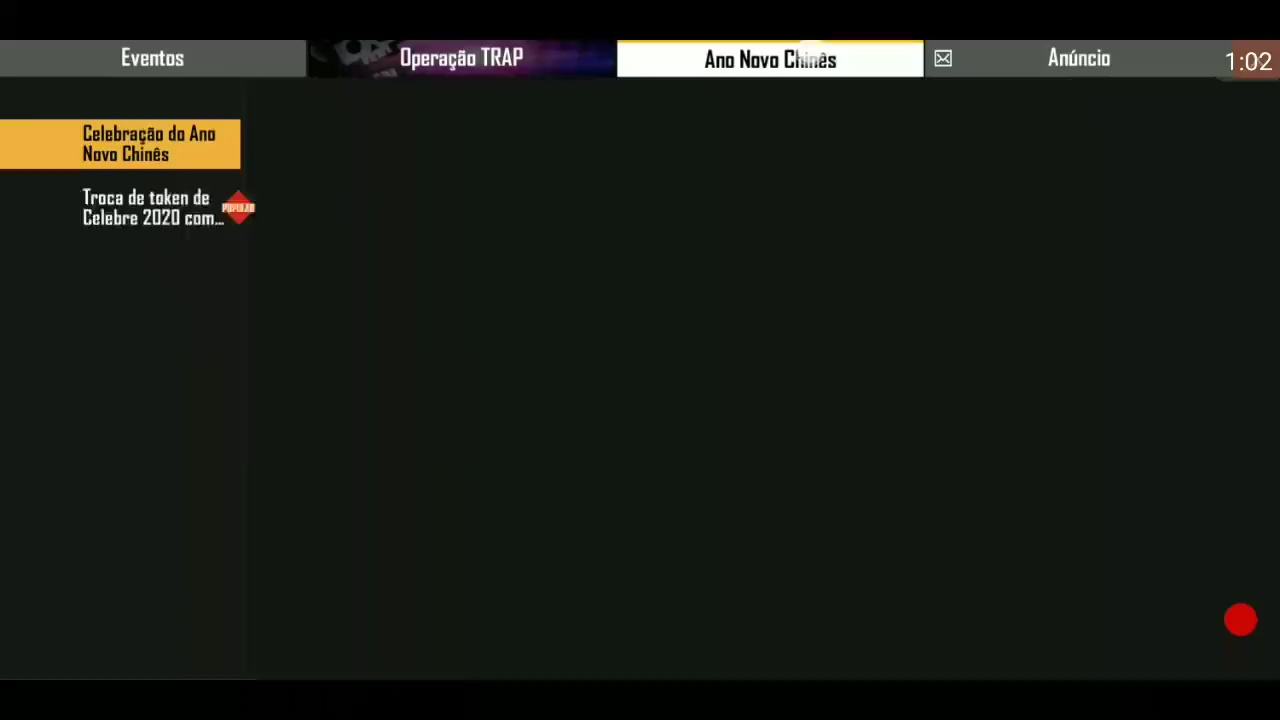 Eventos
Operação TRAP
Ano Novo Chinês
Anúncio
1:02
Celebração do Ano
Novo Chinês
Troca de token de
Celebre 2020 com...
POPULAR